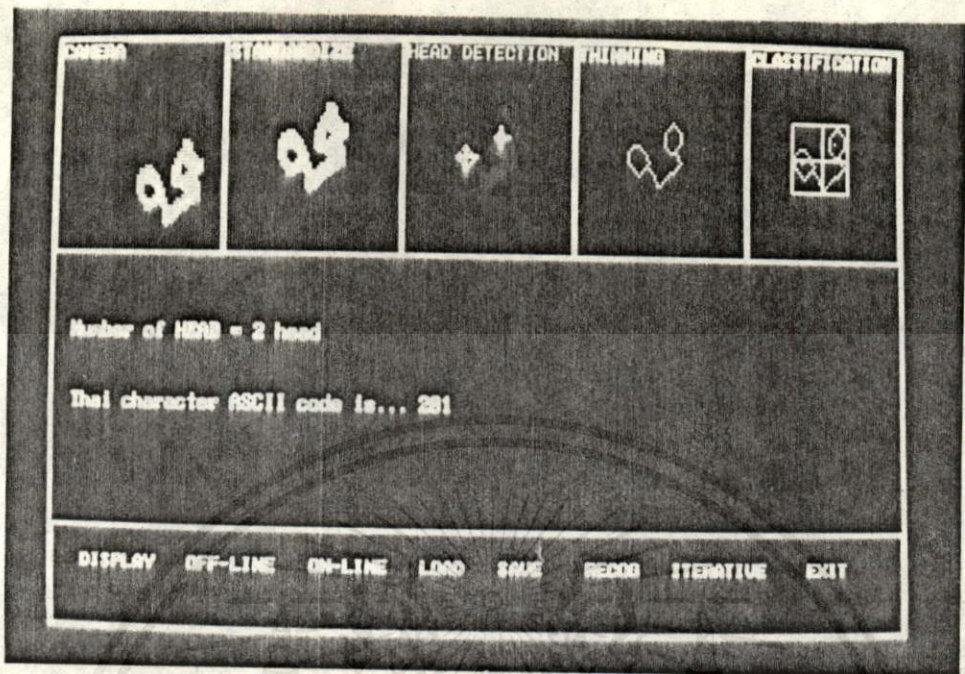 CAMERA STANDARDIZE HEAD DETECTION THINNING CLASSIFICATION
Number of HEAD = 2 head
Thai character ASCII code is... 201
DISPLAY OFF-LINE ON-LINE LOAD SAVE RECOG ITERATIVE EXIT